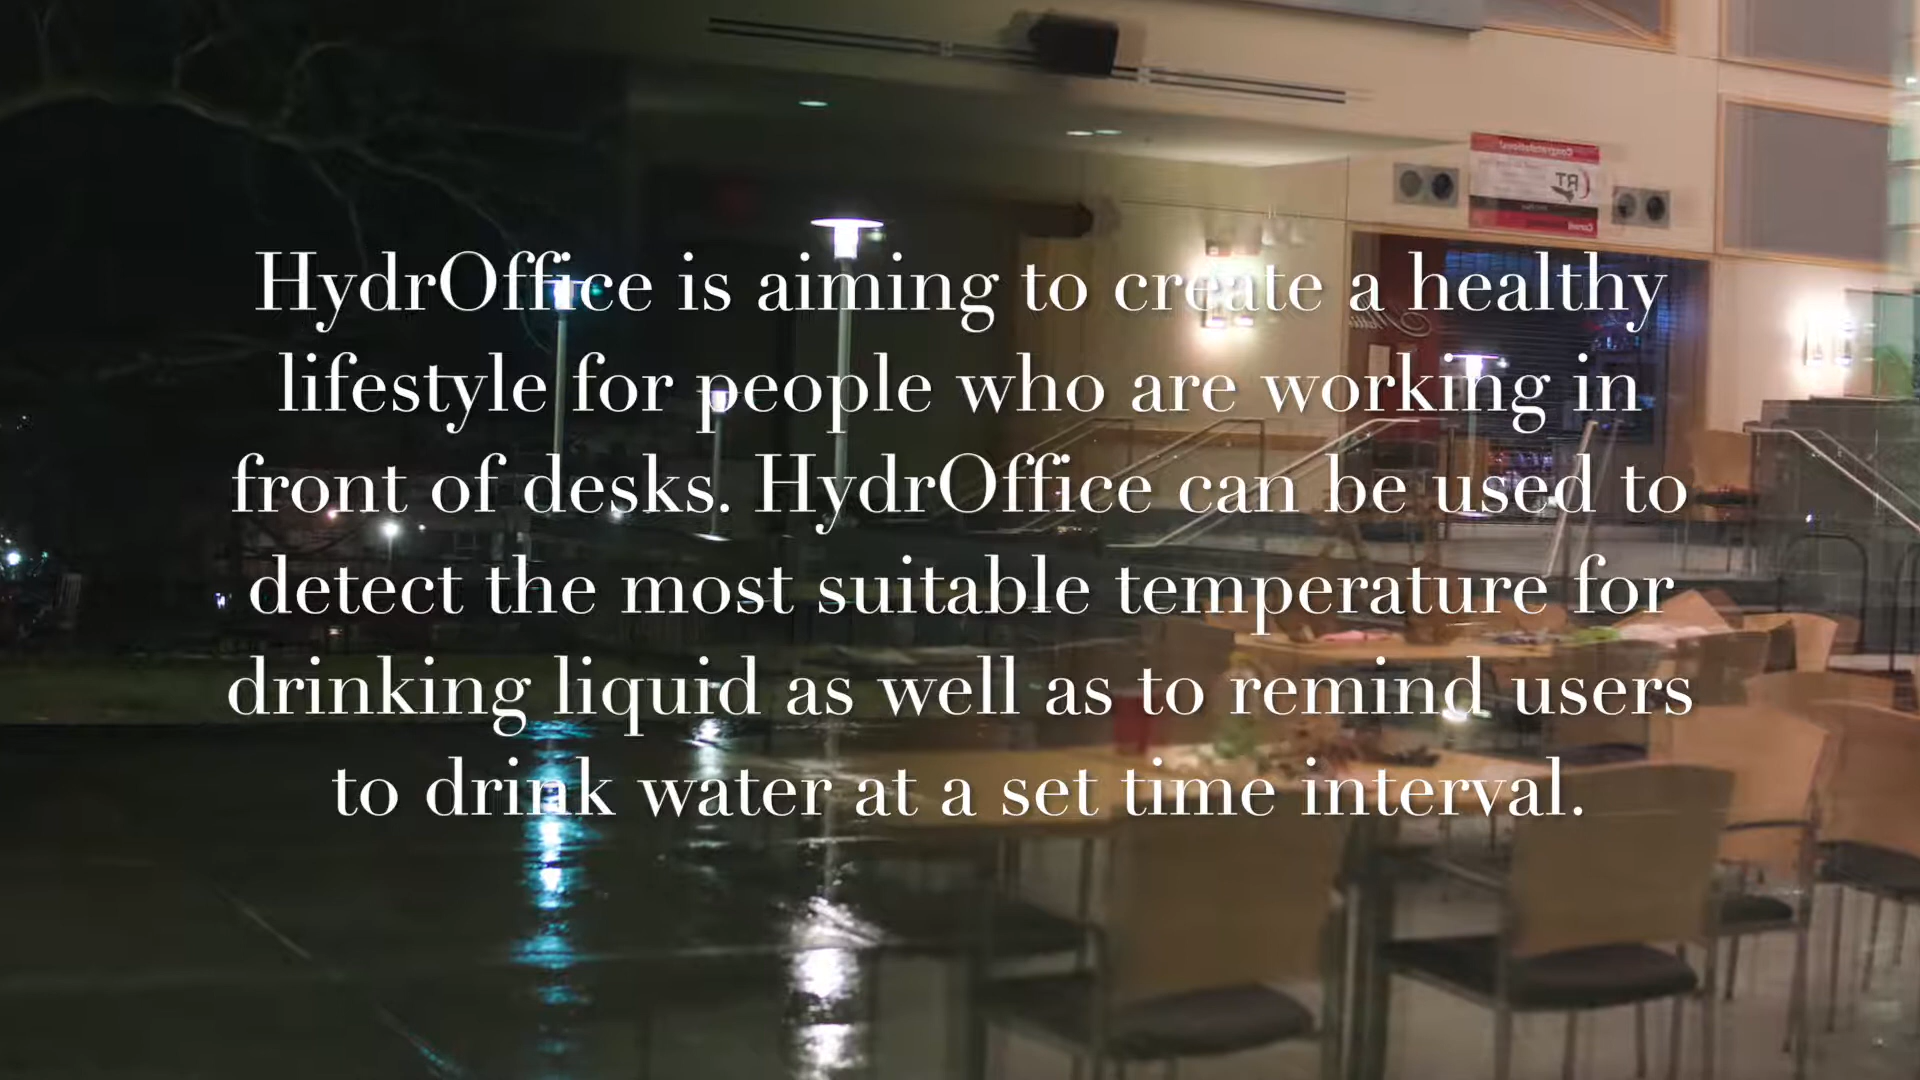 Congratulations!
RT
HydrOffice is aiming to create a healthy
lifestyle for people who are working in
front of desks. HydrOffice can be used to
detect the most suitable temperature for
drinking liquid as well as to remind users
to drink water at a set time interval.